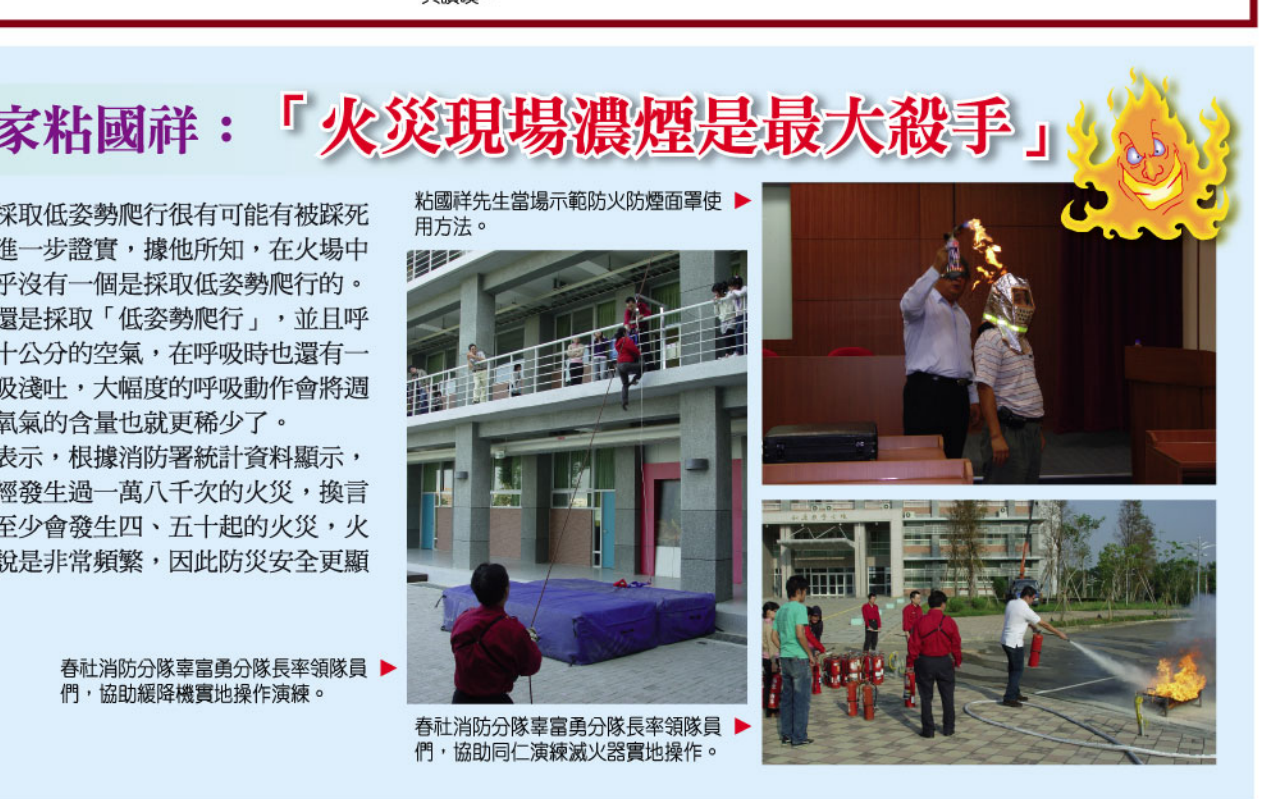 家粘國祥：「火災現場濃煙是最大殺手」
採取低姿勢爬行很有可能有被踩死
進一步證實，據他所知，在火場中
乎沒有一個是採取低姿勢爬行的。
還是採取「低姿勢爬行」，並且呼
十公分的空氣，在呼吸時也還有一
吸淺吐，大幅度的呼吸動作會將週
氧氣的含量也就更稀少了。
表示，根據消防署統計資料顯示，
經發生過一萬八千次的火災，換言
至少會發生四、五十起的火災，火
說是非常頻繁，因此防災安全更顯
粘國祥先生當場示範防火防煙面罩使
用方法。
春社消防分隊辜富勇分隊長率領隊員
們，協助緩降機實地操作演練。
春社消防分隊辜富勇分隊長率領隊員
們，協助同仁演練滅火器實地操作。